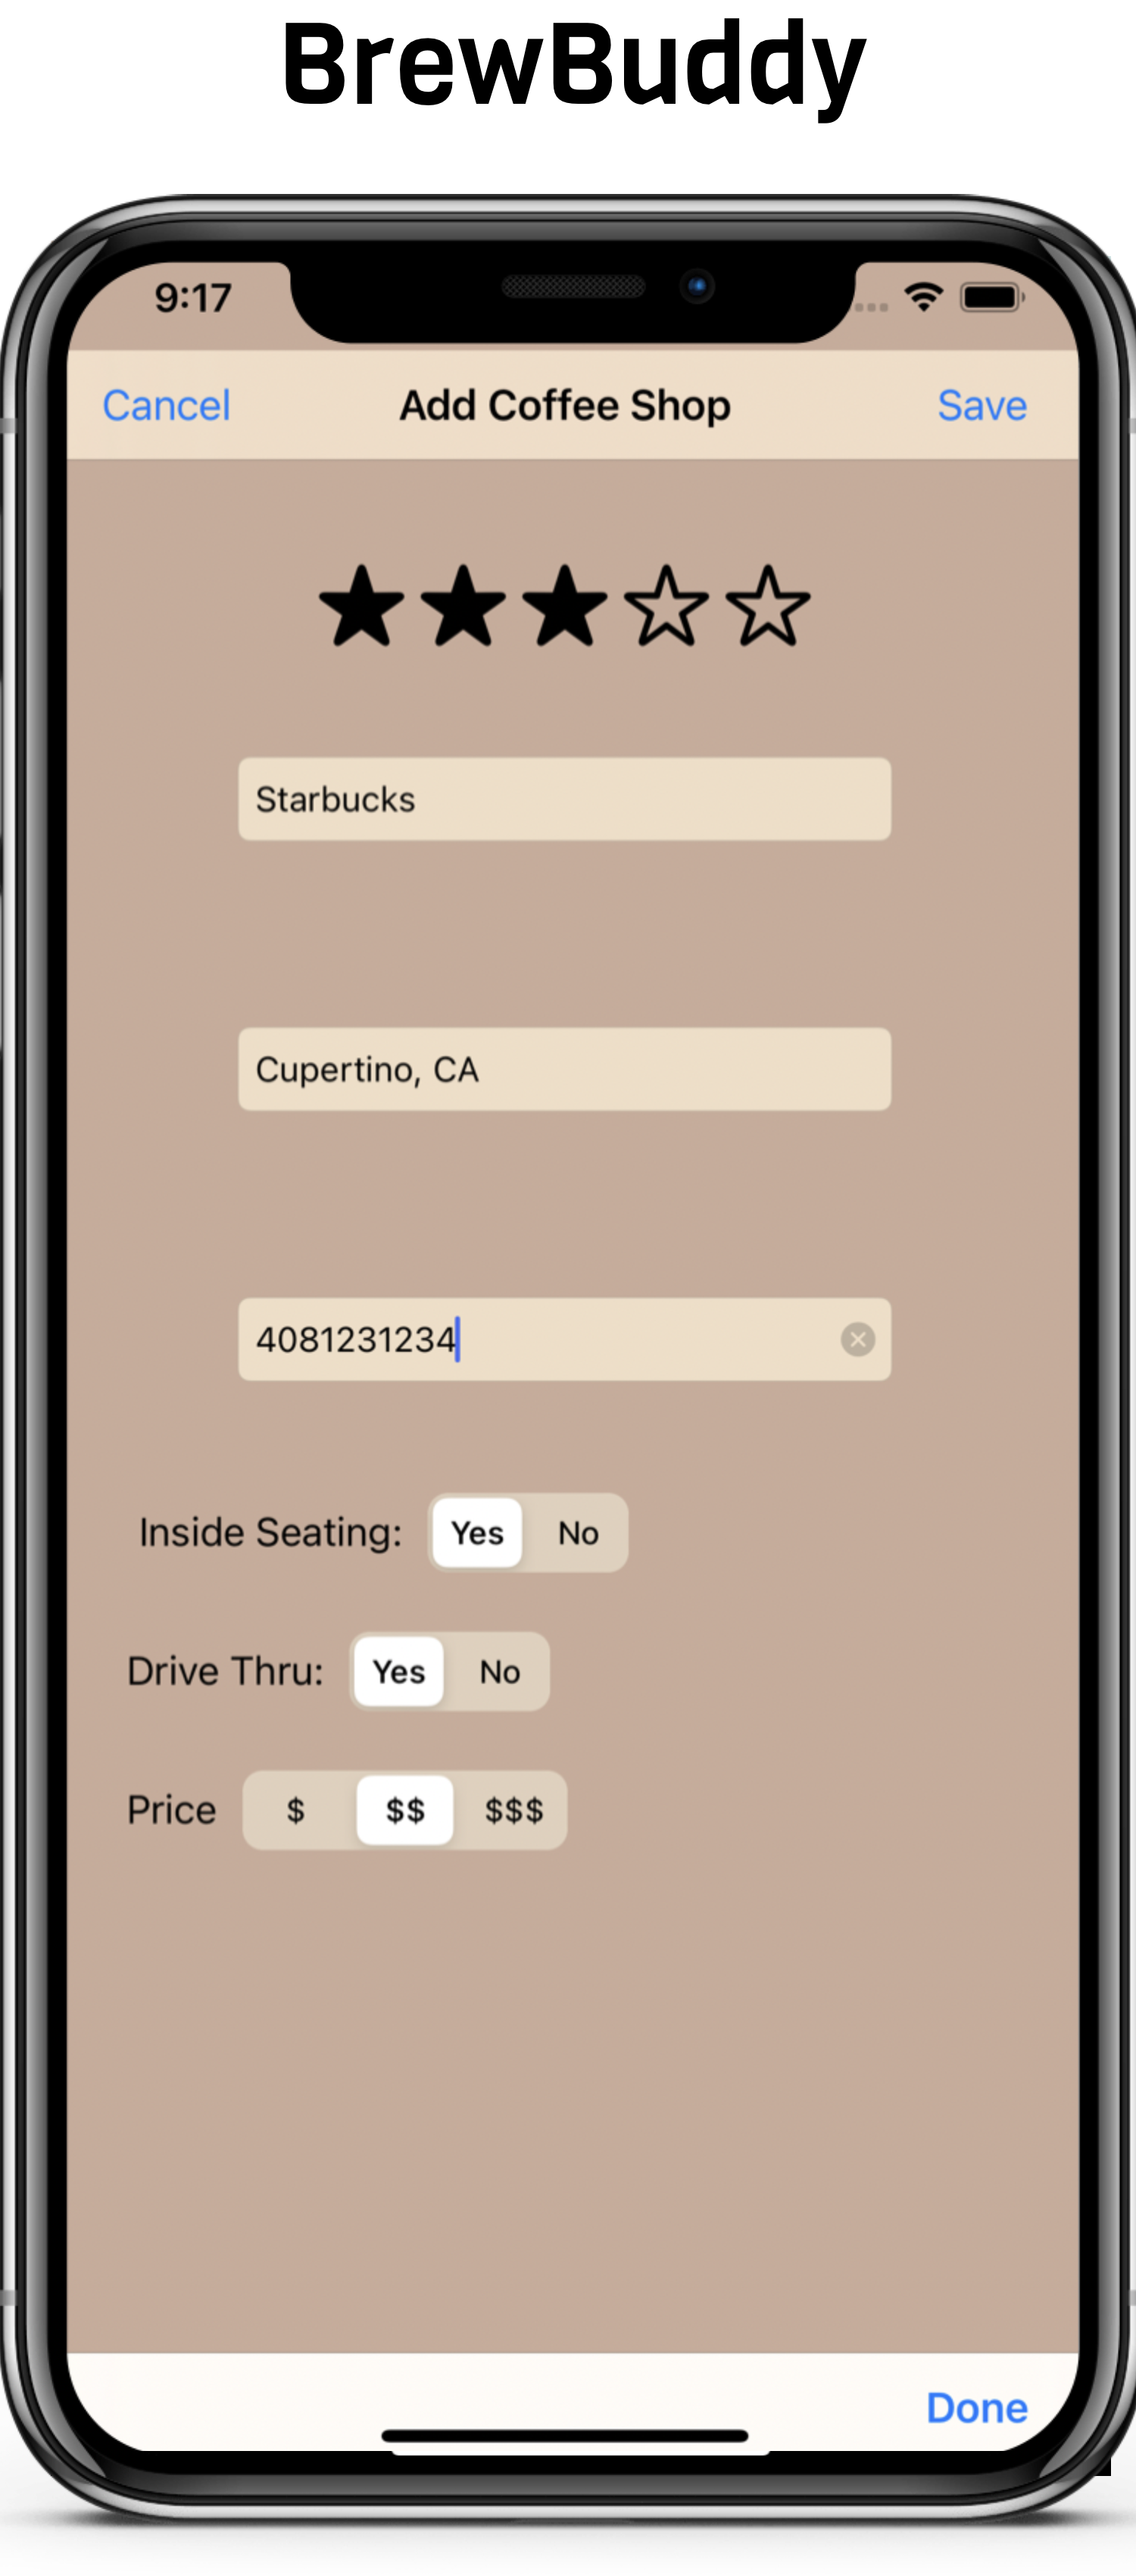 BrewBuddy
9:17
Cancel Add Coffee Shop Save
Starbucks
Cupertino, CA
4081231234
Inside Seating: Yes No
Drive Thru: Yes No
Price $ $$ $$$
Done